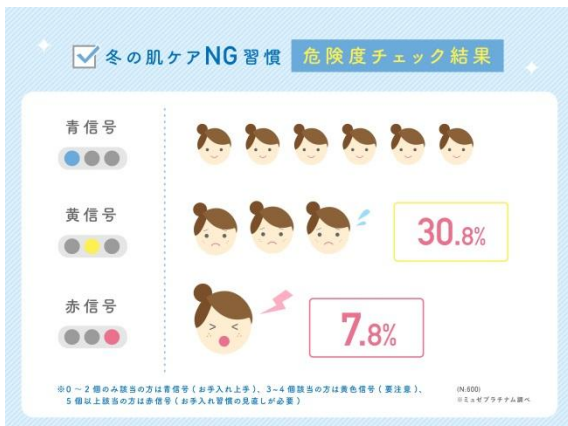 冬の肌ケアNG習慣 危険度チェック結果
青信号
黄信号
30.8%
赤信号
7.8%
※0～2個のみ該当の方は青信号(お手入れ上手)、3~4個該当の方は黄色信号(要注意)、
5個以上該当の方は赤信号(お手入れ習慣の見直しが必要)
(N:600)
※ミュゼプラチナム調べ